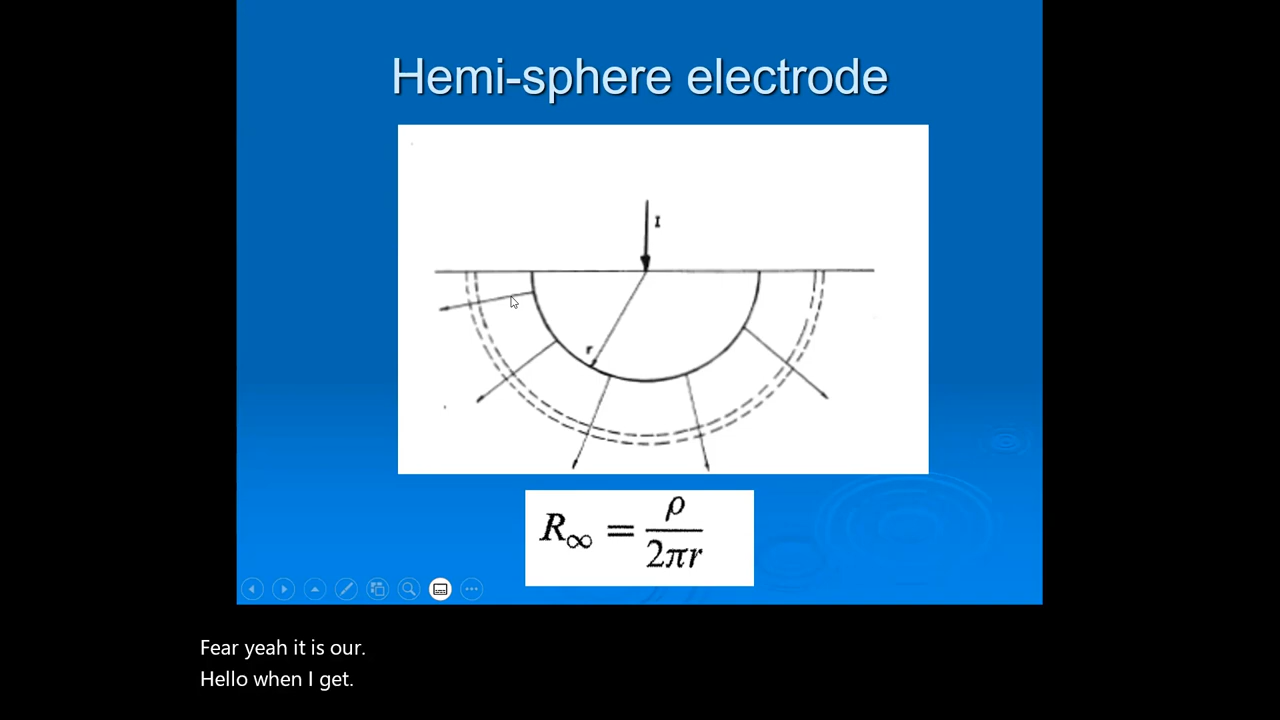 Hemi-sphere electrode
I
r
R∞ = ρ / 2πr
Fear yeah it is our.
Hello when I get.